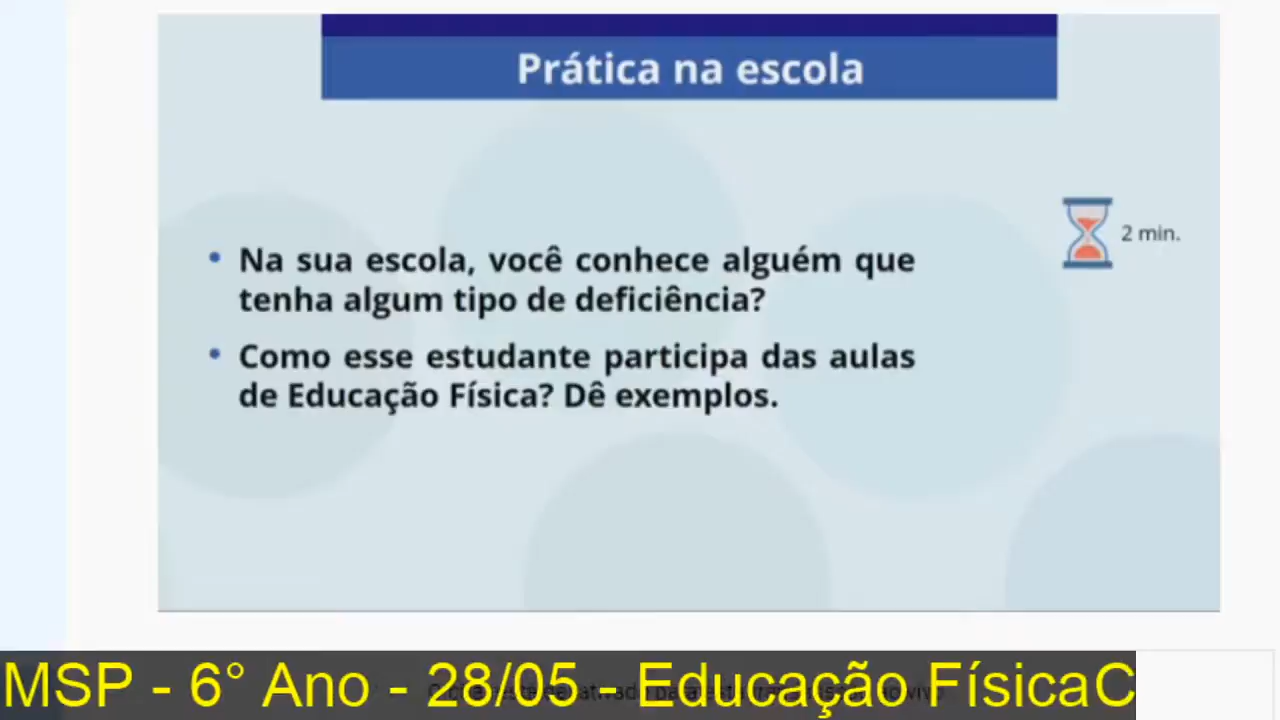 Prática na escola
2 min.
Na sua escola, você conhece alguém que
tenha algum tipo de deficiência?
Como esse estudante participa das aulas
de Educação Física? Dê exemplos.
MSP - 6° Ano - 28/05 - Educação FísicaC